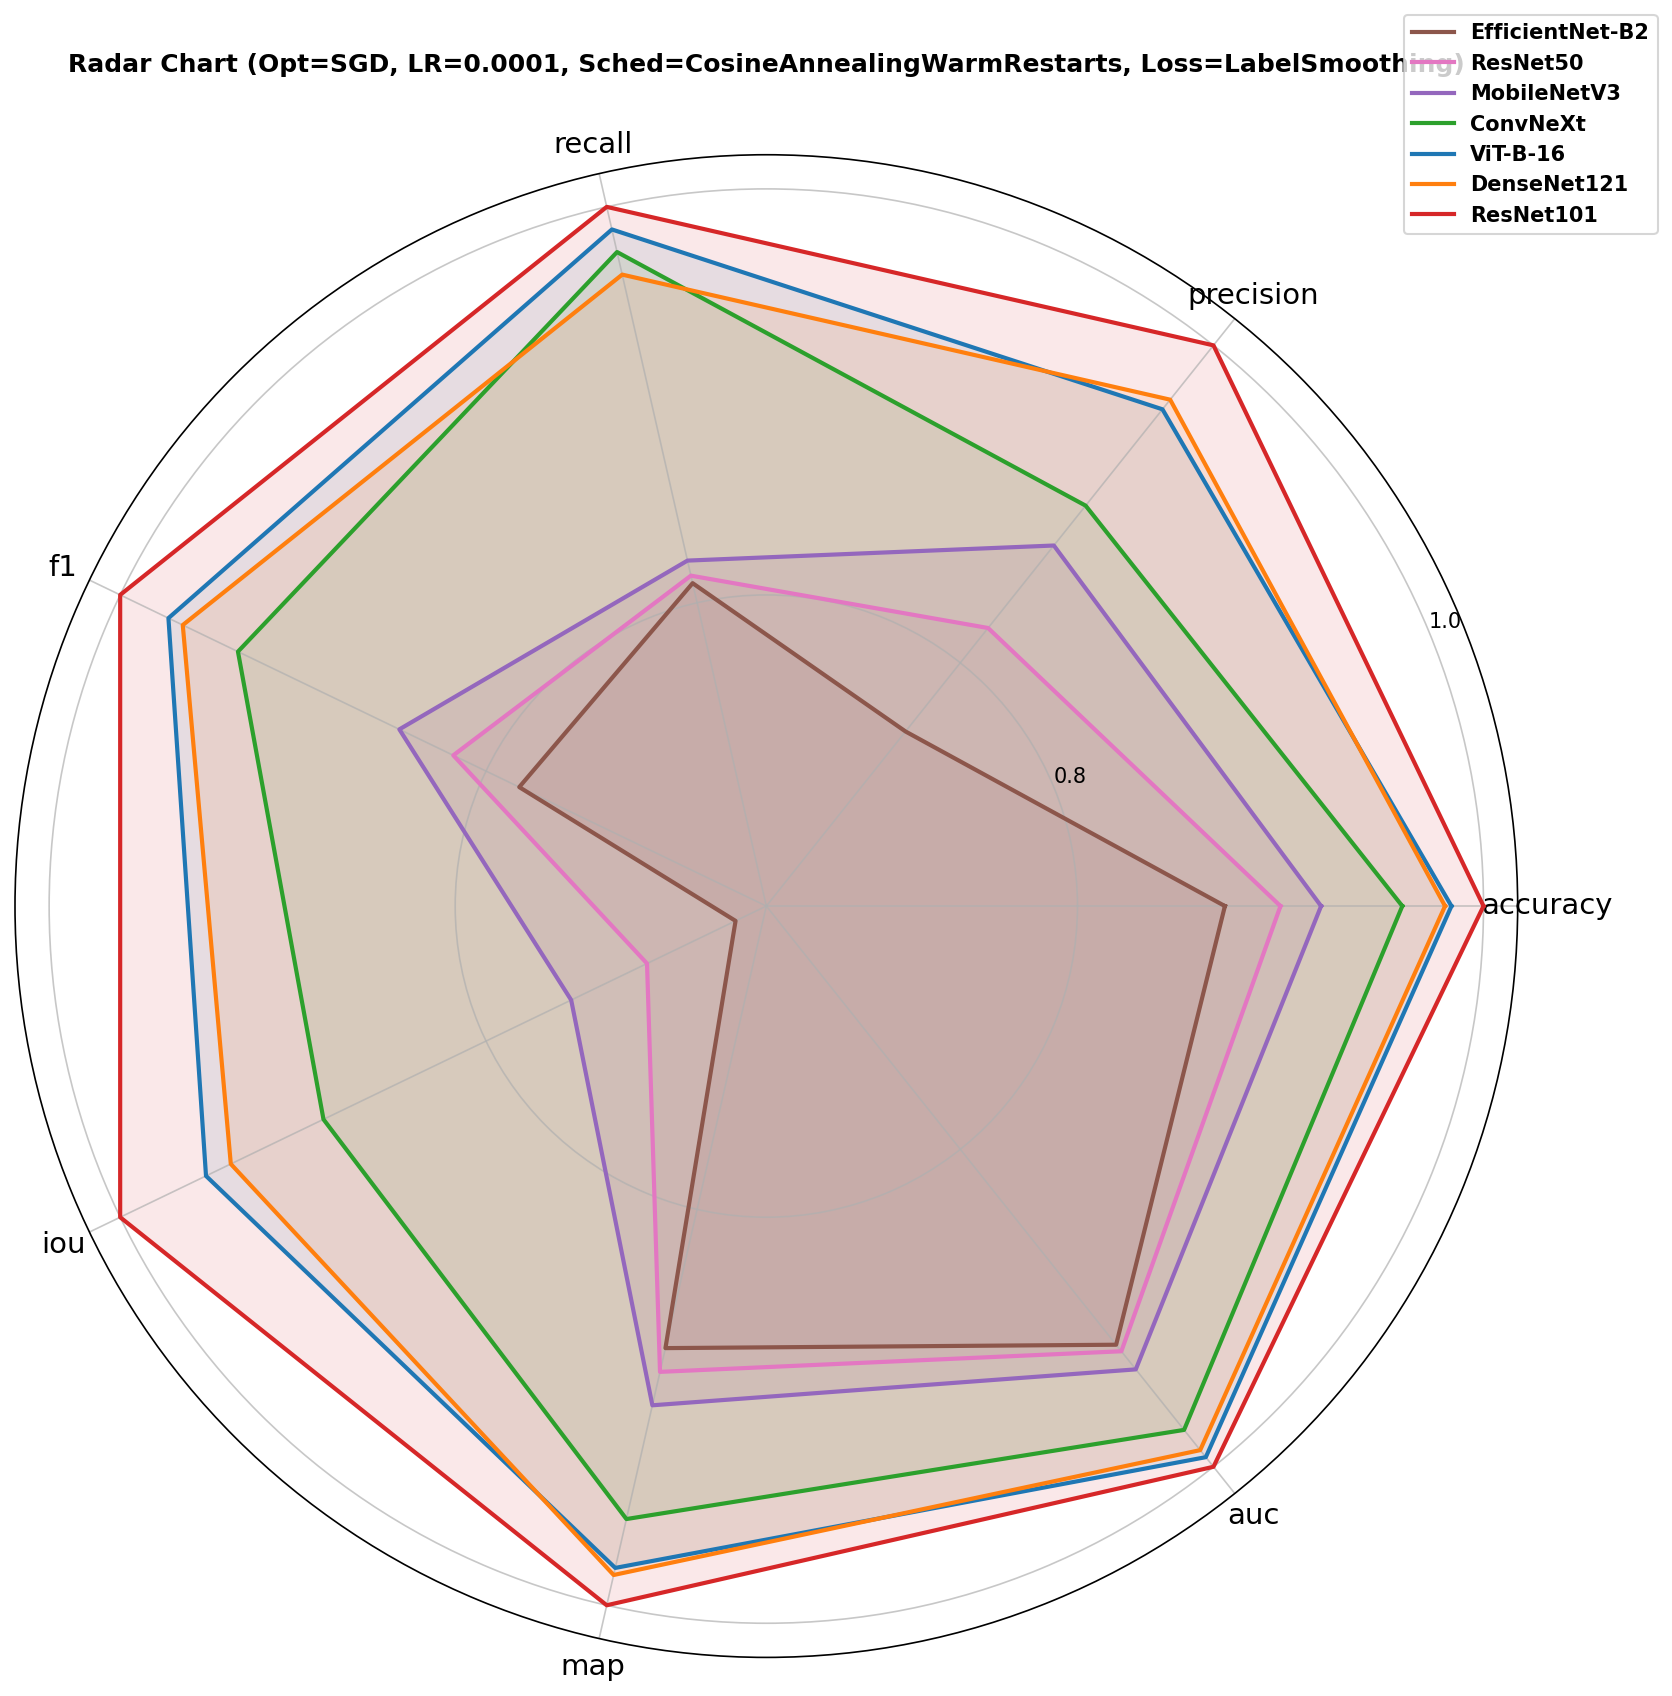 Radar Chart (Opt=SGD, LR=0.0001, Sched=CosineAnnealingWarmRestarts, Loss=LabelSmoothing)
EfficientNet-B2
ResNet50
MobileNetV3
ConvNeXt
ViT-B-16
DenseNet121
ResNet101
recall
precision
f1
1.0
0.8
accuracy
iou
auc
map